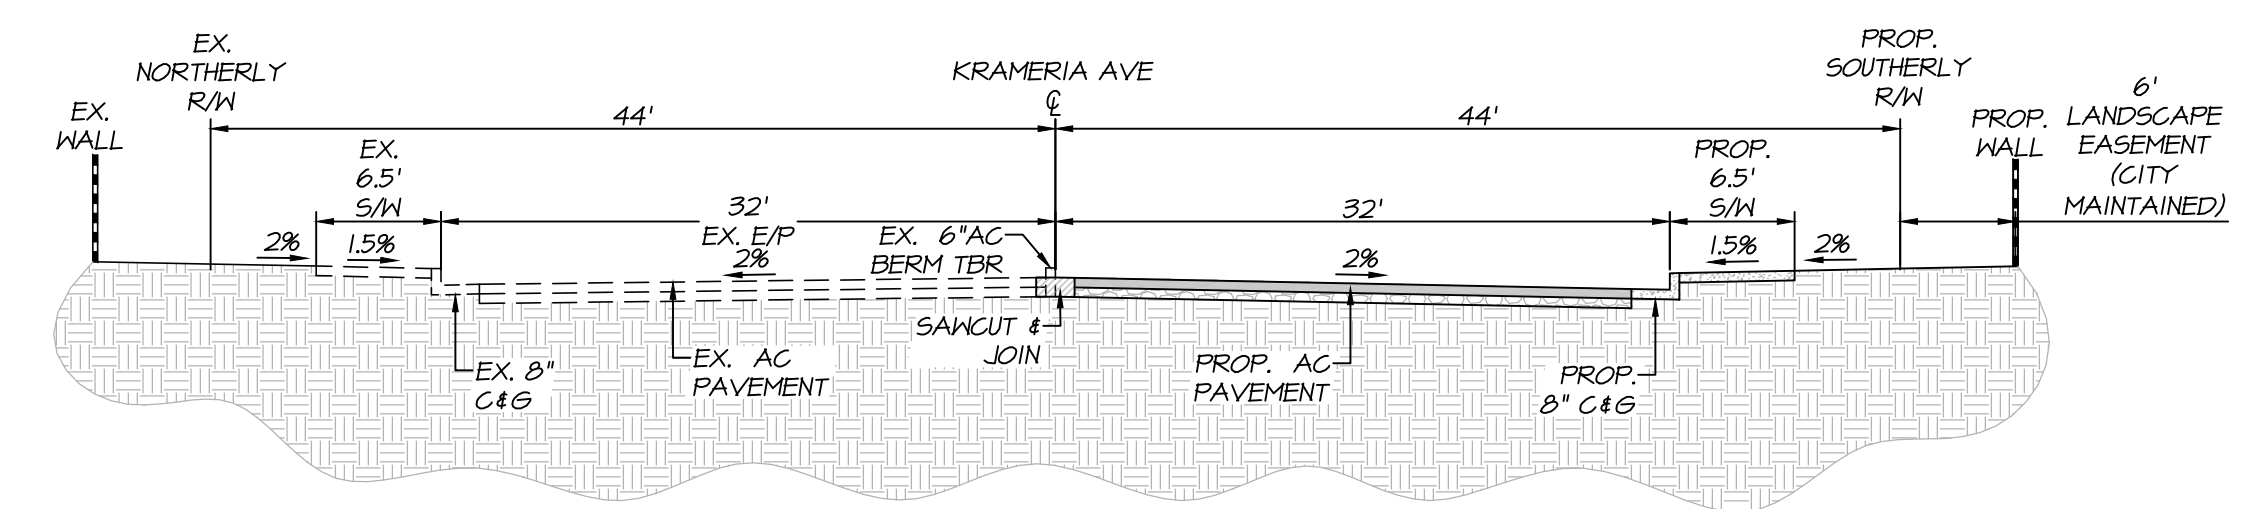 EX.
NORTHERLY
R/W
EX.
WALL
44'
KRAMERIA AVE
℄
44'
PROP.
SOUTHERLY
R/W
PROP.
WALL
6'
LANDSCAPE
EASEMENT
(CITY
MAINTAINED)
EX.
6.5'
S/W
32'
EX. E/P
2%
EX. 6"AC
BERM TBR
32'
PROP.
6.5'
S/W
2%
1.5%
2%
1.5%
2%
SAWCUT &
JOIN
EX. 8"
C&G
EX. AC
PAVEMENT
PROP. AC
PAVEMENT
PROP.
8" C&G